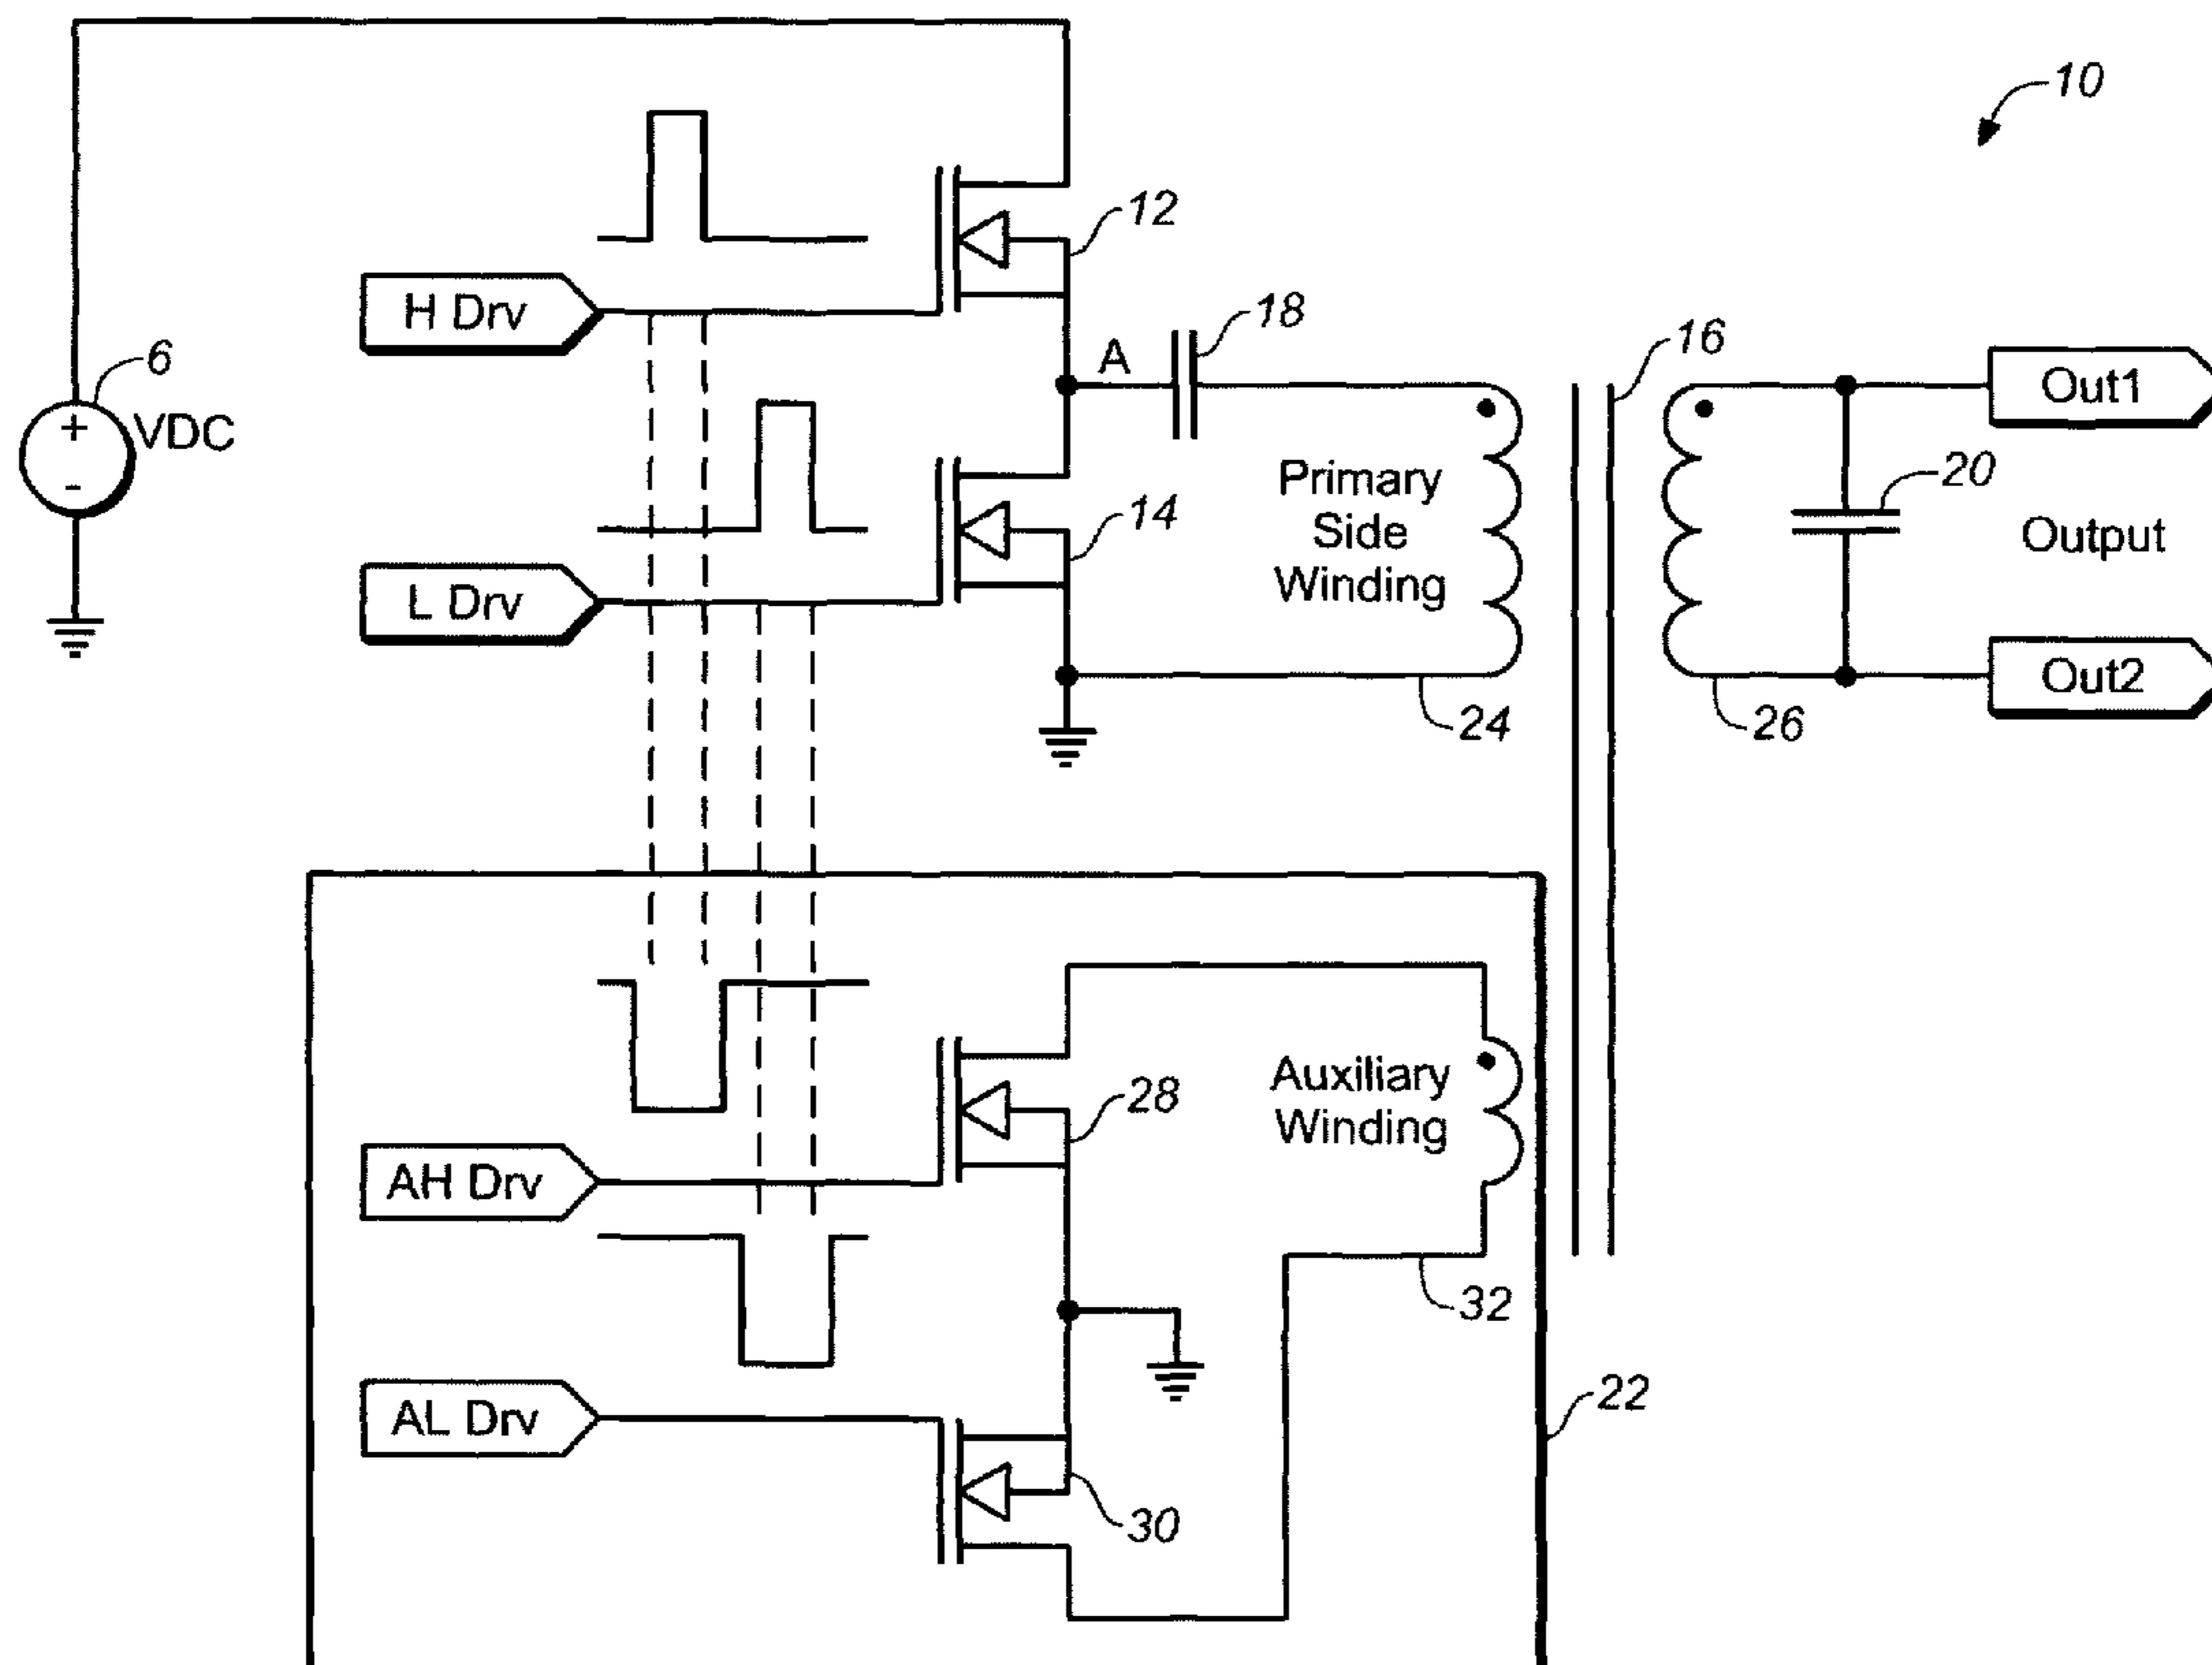 10
12
H Drv
18
A
16
6
+
VDC
-
Out1
Primary
Side
Winding
20
14
Output
L Drv
Out2
24
26
28
Auxiliary
Winding
AH Drv
32
22
AL Drv
30